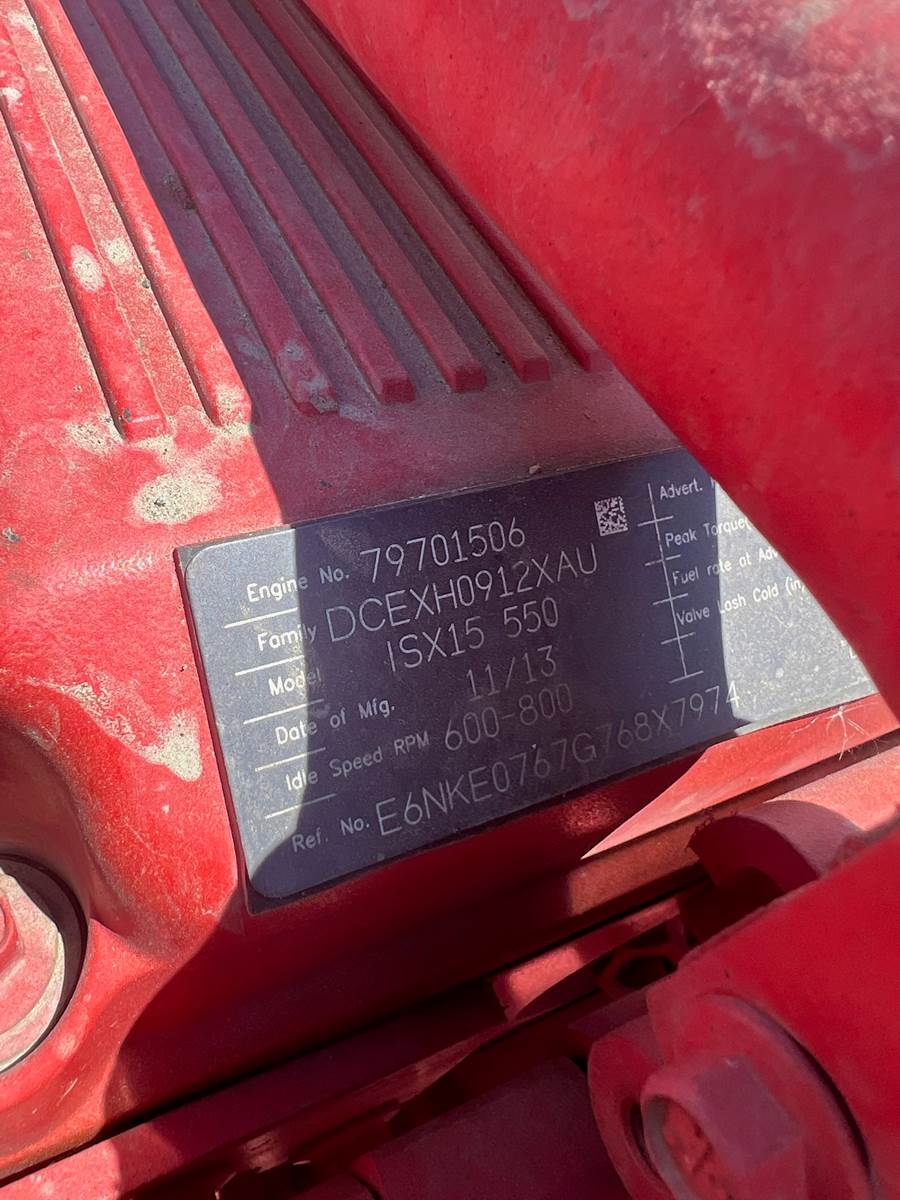 Engine No. 79701506
Family DCEXH0912XAU
Model ISX15 550
Date of Mfg. 11/13
Idle Speed RPM 600-800
Ref. No. E6NKE0767G768X7974
Advert.
Peak Torque(
Fuel rate at Adv
Valve Lash Cold (in)